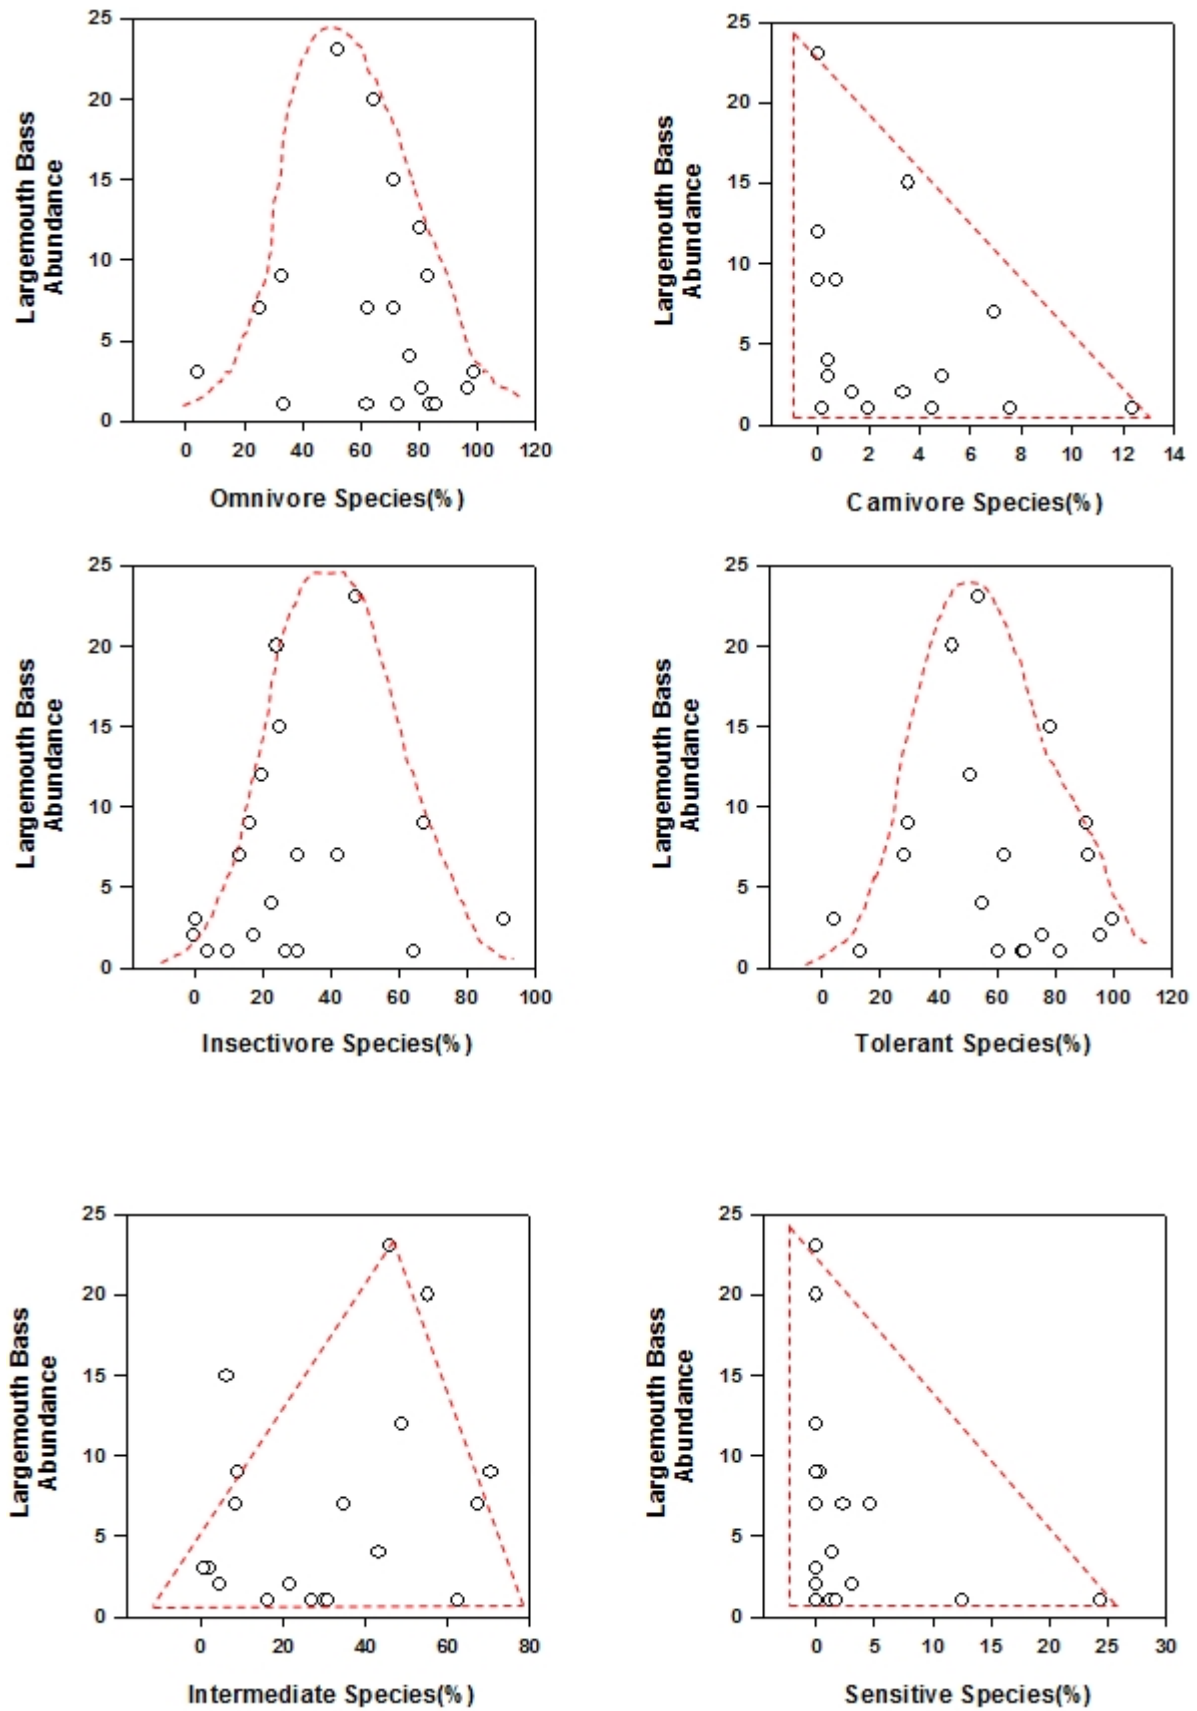 25
20
15
10
5
0
0 20 40 60 80 100 120
Largemouth Bass
Abundance
Omnivore Species(%)
25
20
15
10
5
0
0 2 4 6 8 10 12 14
Largemouth Bass
Abundance
Carnivore Species(%)
25
20
15
10
5
0
0 20 40 60 80 100
Largemouth Bass
Abundance
Insectivore Species(%)
25
20
15
10
5
0
0 20 40 60 80 100 120
Largemouth Bass
Abundance
Tolerant Species(%)
25
20
15
10
5
0
0 20 40 60 80
Largemouth Bass
Abundance
Intermediate Species(%)
25
20
15
10
5
0
0 5 10 15 20 25 30
Largemouth Bass
Abundance
Sensitive Species(%)